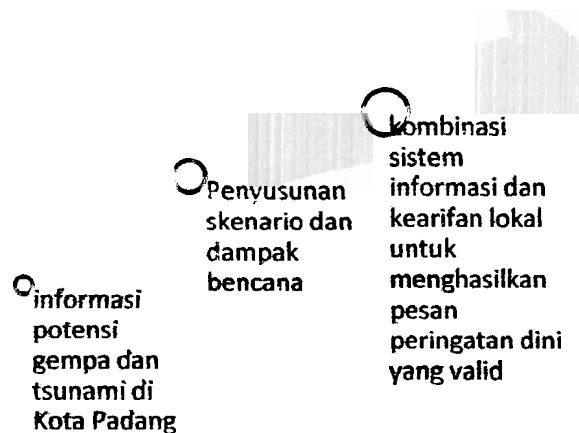 informasi
potensi
gempa dan
tsunami di
Kota Padang
Penyusunan
skenario dan
dampak
bencana
kombinasi
sistem
informasi dan
kearifan lokal
untuk
menghasilkan
pesan
peringatan dini
yang valid